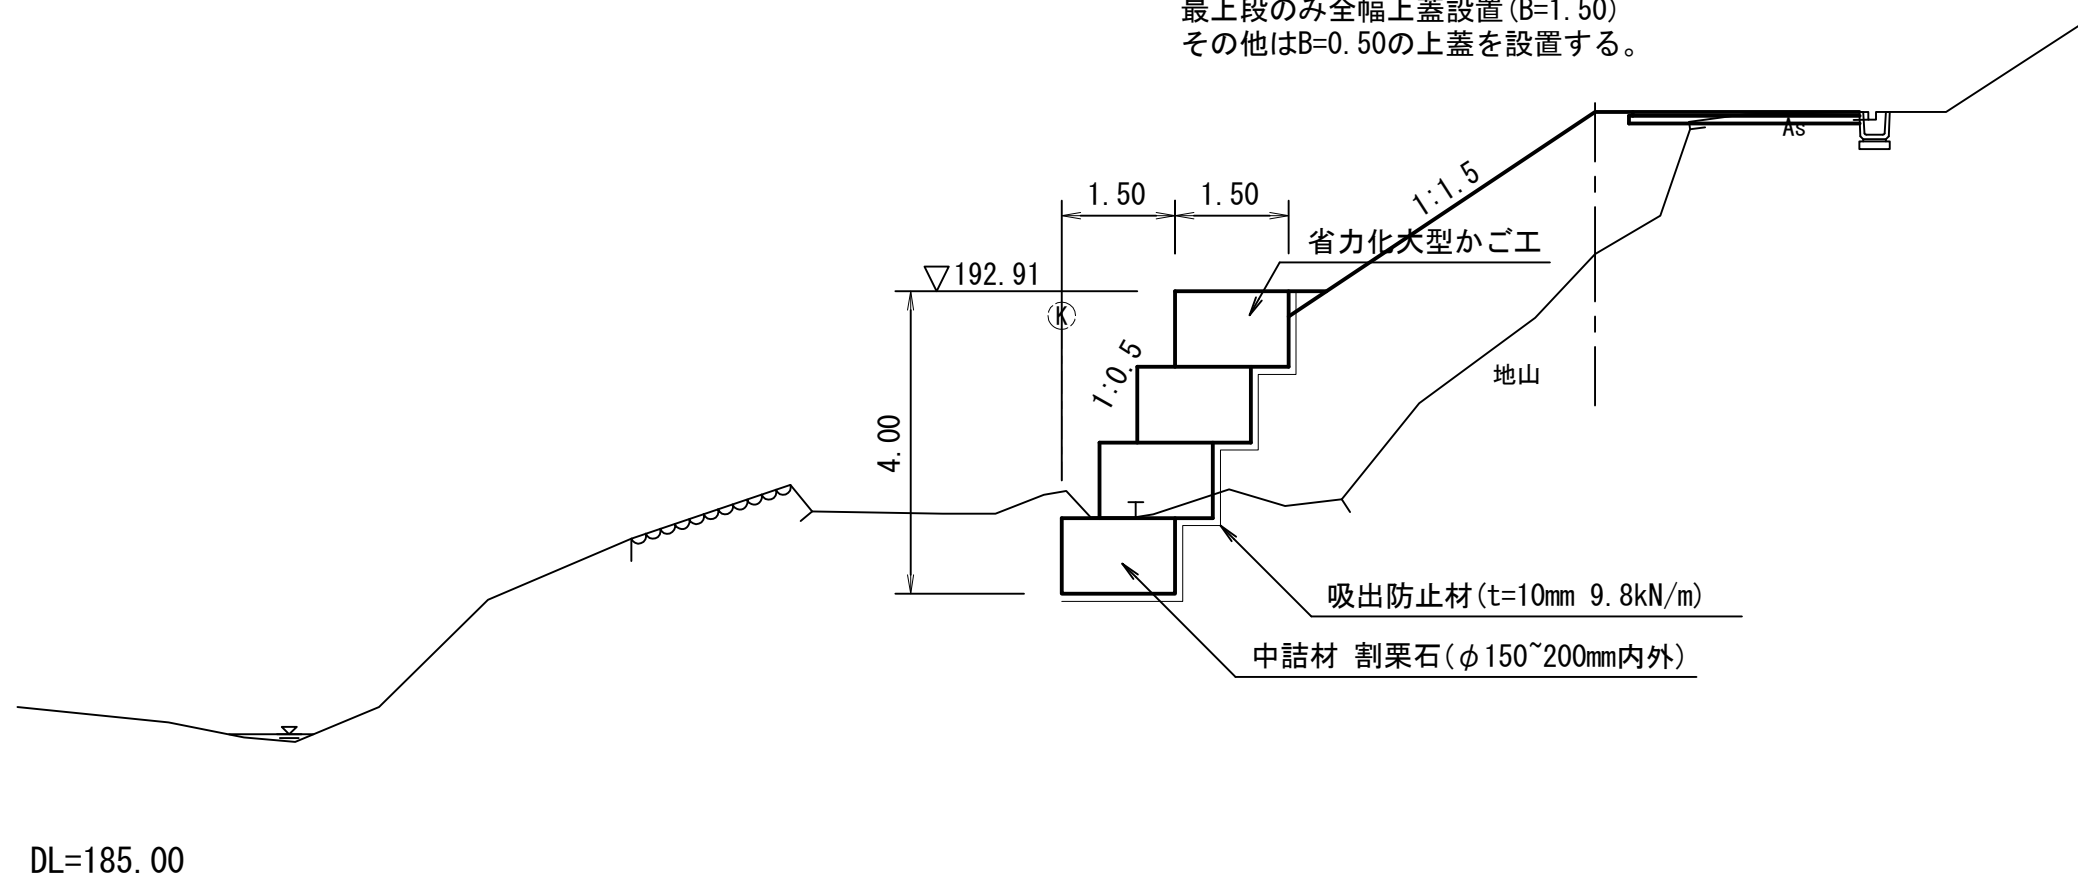 最上段のみ全幅上蓋設置(B=1.50)
その他はB=0.50の上蓋を設置する。
As
1:1.5
1.50
1.50
省力化大型かご工
▽192.91
K
1:0.5
地山
4.00
吸出防止材(t=10mm 9.8kN/m)
中詰材 割栗石(φ150~200mm内外)
DL=185.00